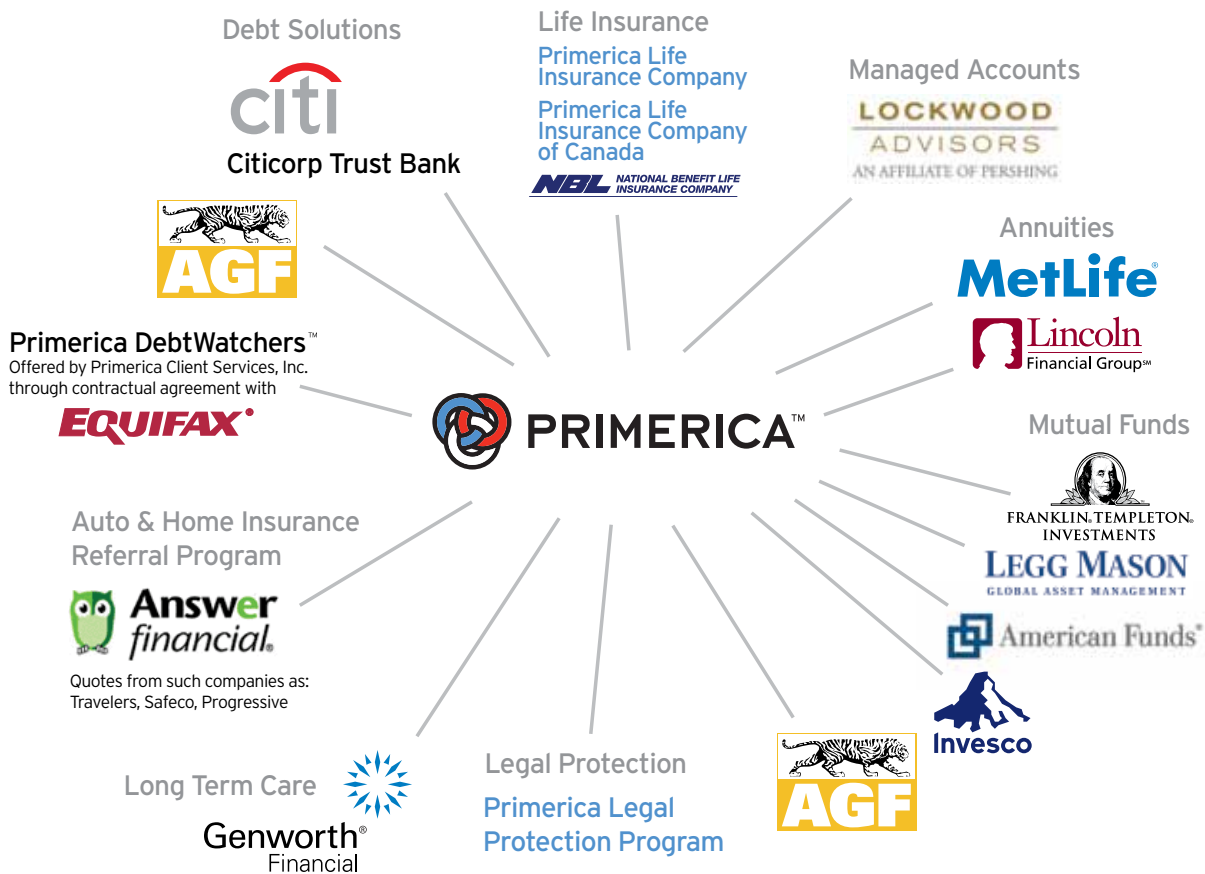 Debt Solutions
citi
Citicorp Trust Bank
AGF
Primerica DebtWatchers™
Offered by Primerica Client Services, Inc.
through contractual agreement with
EQUIFAX
Life Insurance
Primerica Life
Insurance Company
Primerica Life
Insurance Company
of Canada
NBL NATIONAL BENEFIT LIFE
INSURANCE COMPANY
Managed Accounts
LOCKWOOD
ADVISORS
AN AFFILIATE OF PERSHING
Annuities
MetLife®
Lincoln
Financial Group℠
PRIMERICA™
Mutual Funds
FRANKLIN® TEMPLETON®
INVESTMENTS
LEGG MASON
GLOBAL ASSET MANAGEMENT
American Funds®
Invesco
AGF
Auto & Home Insurance
Referral Program
Answer
financial®
Quotes from such companies as:
Travelers, Safeco, Progressive
Long Term Care
Genworth®
Financial
Legal Protection
Primerica Legal
Protection Program